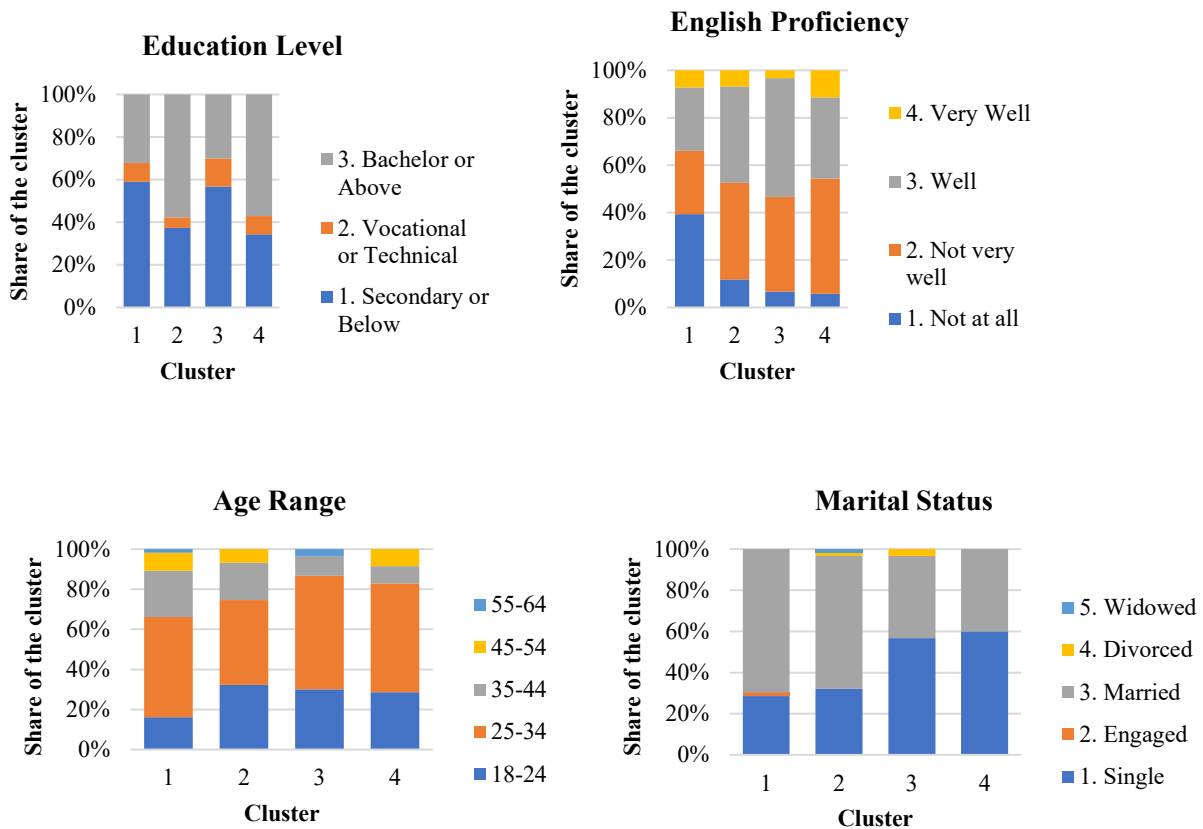 Education Level
Share of the cluster
100%
80%
60%
40%
20%
0%
1 2 3 4
Cluster
3. Bachelor or
Above
2. Vocational
or Technical
1. Secondary or
Below
English Proficiency
Share of the cluster
100%
80%
60%
40%
20%
0%
1 2 3 4
Cluster
4. Very Well
3. Well
2. Not very
well
1. Not at all
Age Range
Share of the cluster
100%
80%
60%
40%
20%
0%
1 2 3 4
Cluster
55-64
45-54
35-44
25-34
18-24
Marital Status
Share of the cluster
100%
80%
60%
40%
20%
0%
1 2 3 4
Cluster
5. Widowed
4. Divorced
3. Married
2. Engaged
1. Single